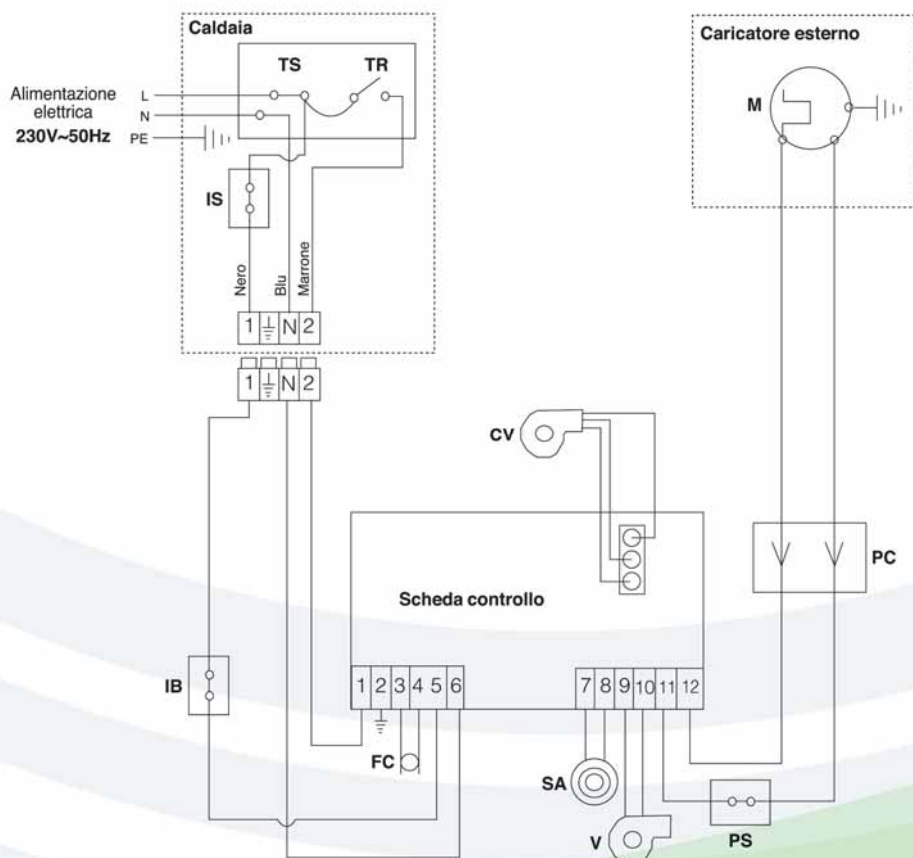 Caldaia
TS TR
Alimentazione
elettrica
230V~50Hz
L
N
PE
IS
Nero
Blu
Marrone
1 N 2
1 N 2
Caricatore esterno
M
CV
PC
Scheda controllo
IB
1 2 3 4 5 6
7 8 9 10 11 12
FC
SA
V
PS